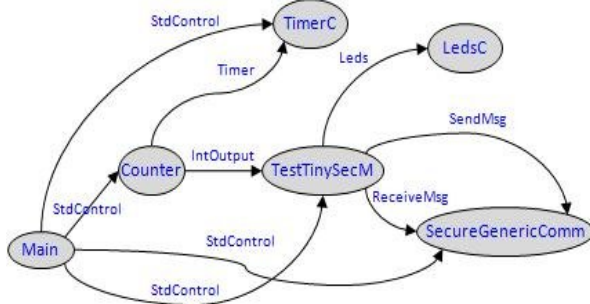 StdControl
TimerC
Leds
LedsC
Timer
SendMsg
IntOutput
Counter
TestTinySecM
ReceiveMsg
StdControl
SecureGenericComm
Main
StdControl
StdControl